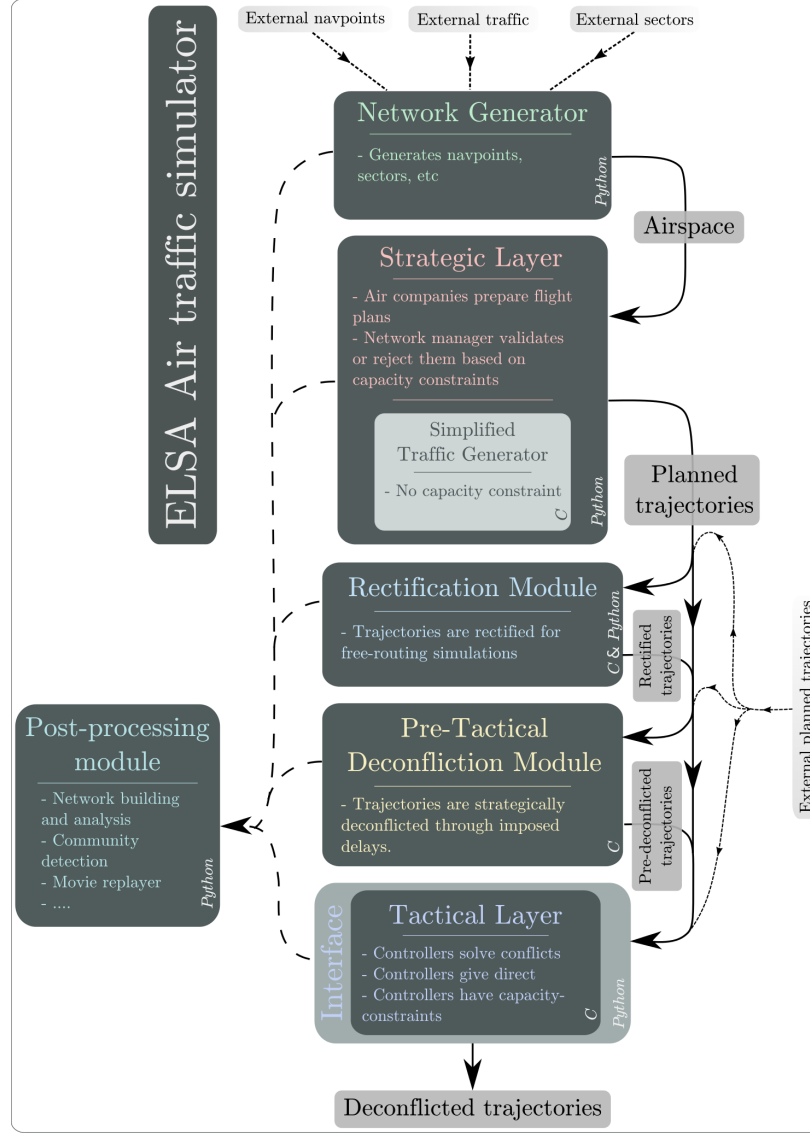 ELSA Air traffic simulator
External navpoints
External traffic
External sectors
Network Generator
- Generates navpoints,
sectors, etc
Python
Airspace
Strategic Layer
- Air companies prepare flight
plans
- Network manager validates
or reject them based on
capacity constraints
Simplified
Traffic Generator
- No capacity constraint
C
Python
Planned
trajectories
Rectification Module
- Trajectories are rectified for
free-routing simulations
C & Python
Rectified
trajectories
External planned trajectories
Post-processing
module
- Network building
and analysis
- Community
detection
- Movie replayer
- ....
Python
Pre-Tactical
Deconfliction Module
- Trajectories are strategically
deconflicted through imposed
delays.
C
Pre-deconflicted
trajectories
Interface
Tactical Layer
- Controllers solve conflicts
- Controllers give direct
- Controllers have capacity-
constraints
C
Python
Deconflicted trajectories